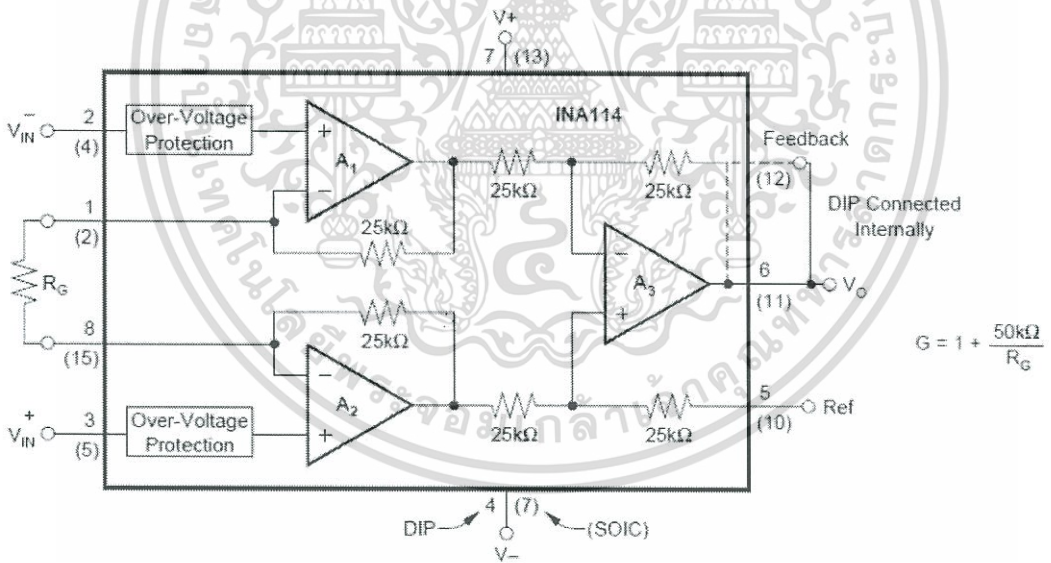 V+
7 (13)
INA114
V IN − 2 (4)
Over-Voltage Protection
A1
+
−
25kΩ
25kΩ
25kΩ
Feedback
(12)
DIP Connected Internally
1 (2)
RG
8 (15)
25kΩ
A3
−
+
6 (11)
VO
G = 1 + 50kΩ / RG
A2
−
+
V IN + 3 (5)
Over-Voltage Protection
25kΩ
25kΩ
5 (10)
Ref
DIP
4 (7)
(SOIC)
V–